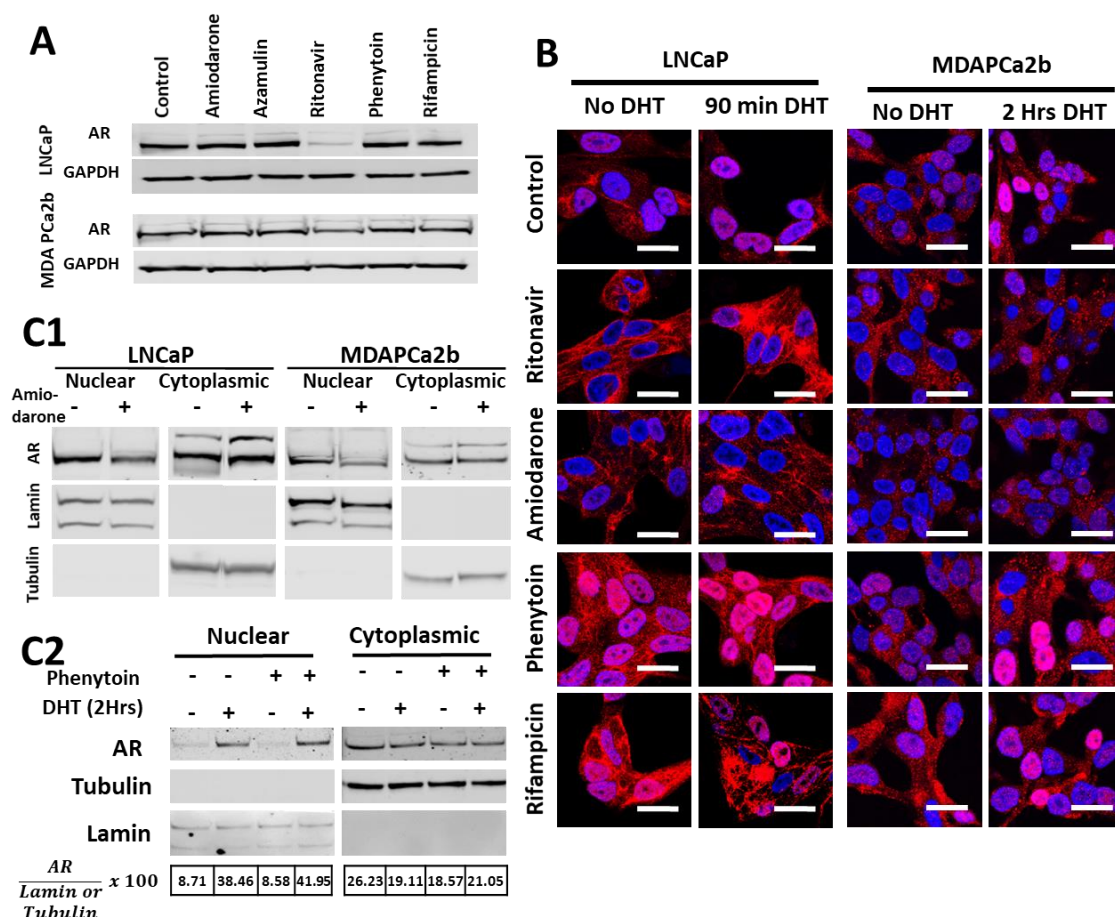 A
Control
Amiodarone
Azamulin
Ritonavir
Phenytoin
Rifampicin
LNCaP
AR
GAPDH
MDA PCa2b
AR
GAPDH
B
LNCaP
MDAPCa2b
No DHT
90 min DHT
No DHT
2 Hrs DHT
Control
Ritonavir
Amiodarone
Phenytoin
Rifampicin
C1
LNCaP
MDAPCa2b
Nuclear
Cytoplasmic
Nuclear
Cytoplasmic
Amio-
darone
- + - + - + - +
AR
Lamin
Tubulin
C2
Nuclear
Cytoplasmic
Phenytoin - - + + - - + +
DHT (2Hrs) - + - + - + - +
AR
Tubulin
Lamin
AR
Lamin or
Tubulin
x 100
8.71 38.46 8.58 41.95 26.23 19.11 18.57 21.05